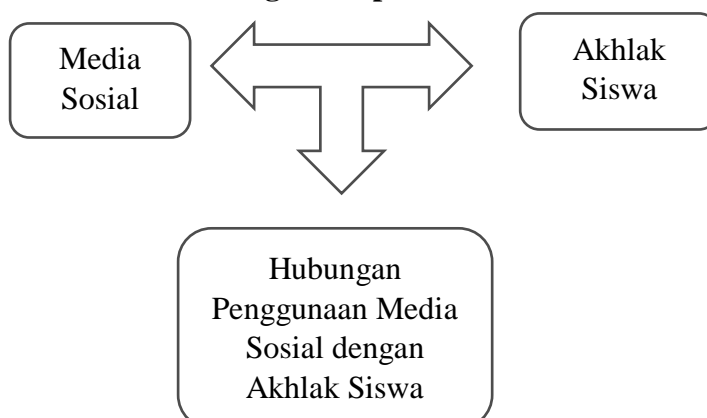 Media
Sosial
Akhlak
Siswa
Hubungan
Penggunaan Media
Sosial dengan
Akhlak Siswa